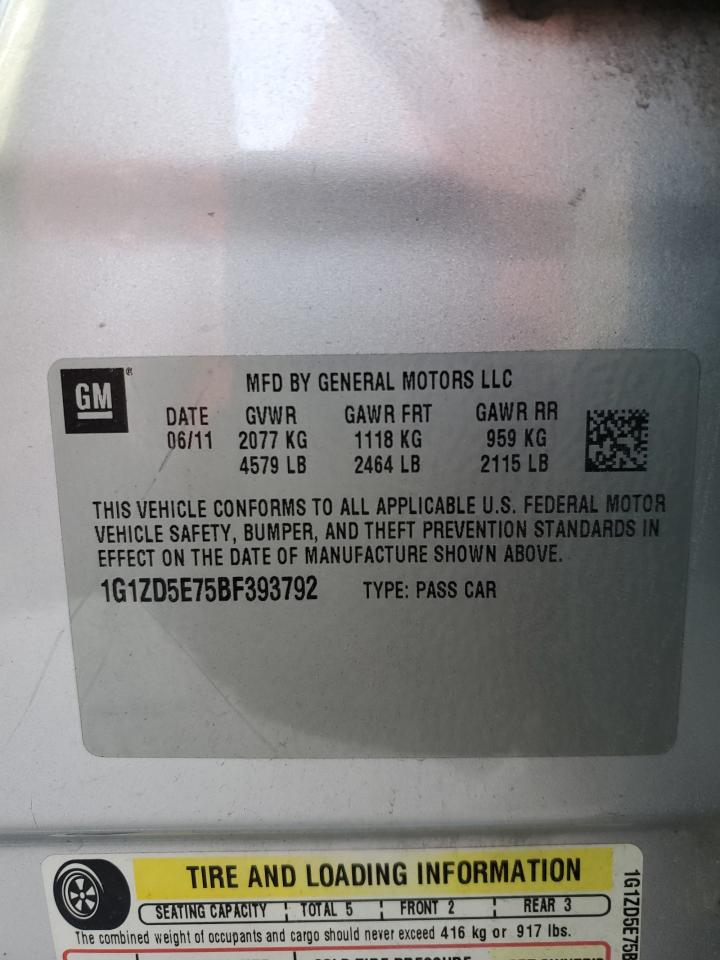 GM ®
MFD BY GENERAL MOTORS LLC
DATE GVWR GAWR FRT GAWR RR
06/11 2077 KG 1118 KG 959 KG
4579 LB 2464 LB 2115 LB
THIS VEHICLE CONFORMS TO ALL APPLICABLE U.S. FEDERAL MOTOR
VEHICLE SAFETY, BUMPER, AND THEFT PREVENTION STANDARDS IN
EFFECT ON THE DATE OF MANUFACTURE SHOWN ABOVE.
1G1ZD5E75BF393792 TYPE: PASS CAR
TIRE AND LOADING INFORMATION
SEATING CAPACITY TOTAL 5 FRONT 2 REAR 3
The combined weight of occupants and cargo should never exceed 416 kg or 917 lbs.
COLD TIRE PRESSURE
1G1ZD5E75B